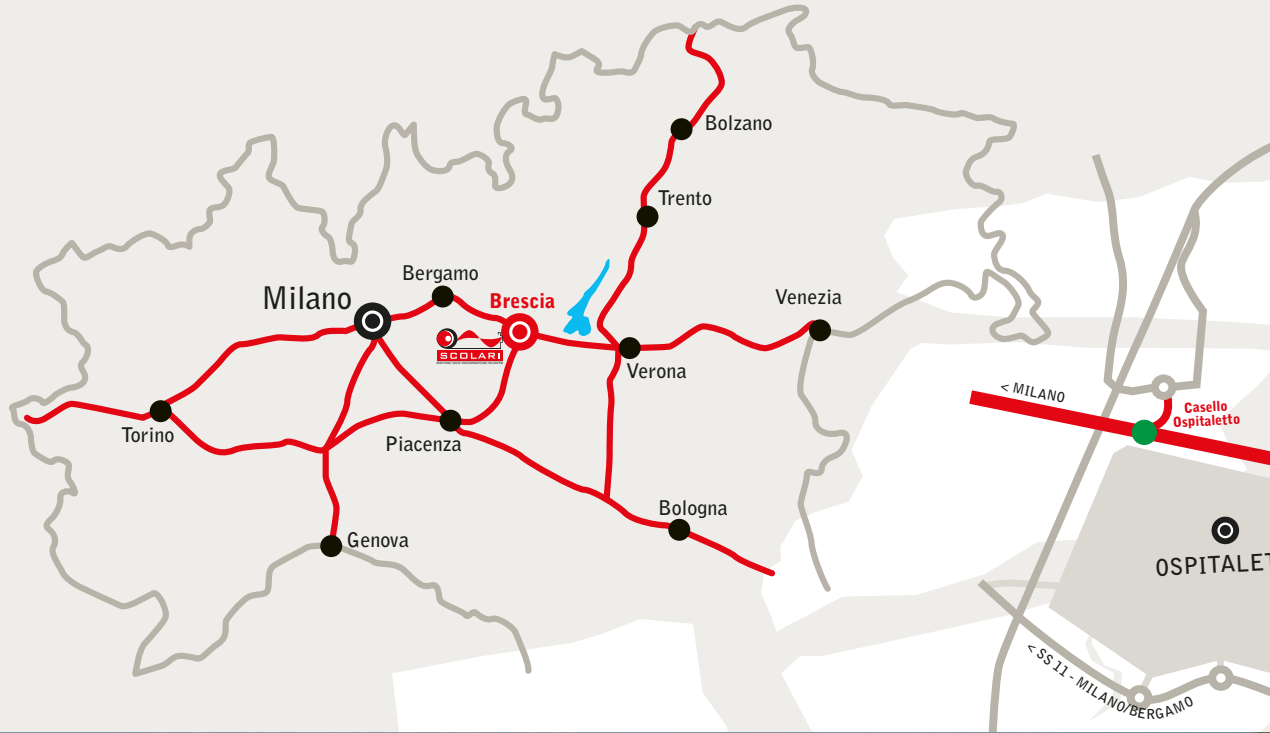 Bolzano
Trento
Bergamo
Milano
Brescia
Venezia
SCOLARI
Verona
< MILANO
Casello
Ospitaletto
Torino
Piacenza
Bologna
Genova
OSPITALET
< SS 11 - MILANO/BERGAMO